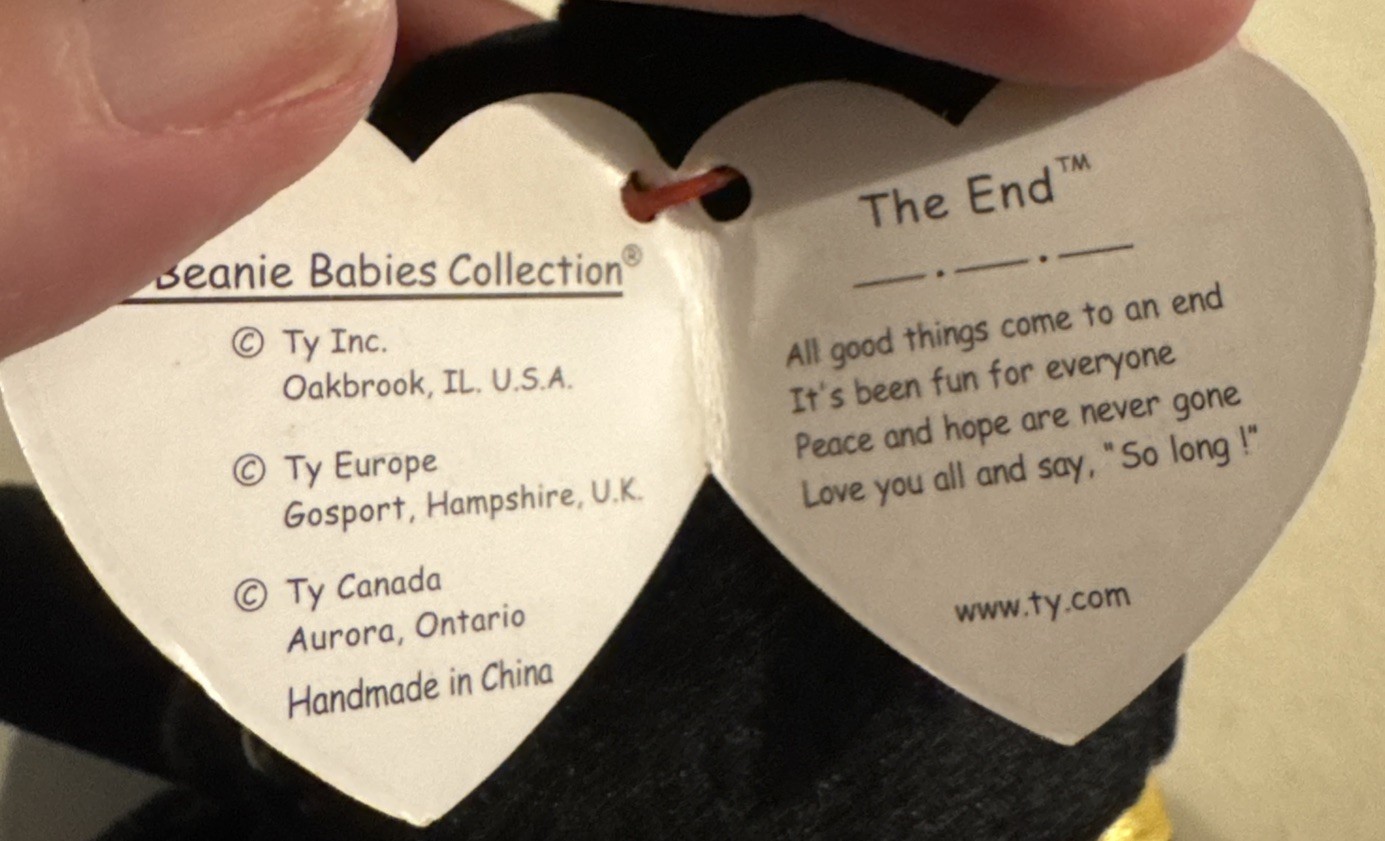 Beanie Babies Collection®
© Ty Inc.
Oakbrook, IL. U.S.A.
© Ty Europe
Gosport, Hampshire, U.K.
© Ty Canada
Aurora, Ontario
Handmade in China
The End™
All good things come to an end
It's been fun for everyone
Peace and hope are never gone
Love you all and say, "So long !"
www.ty.com